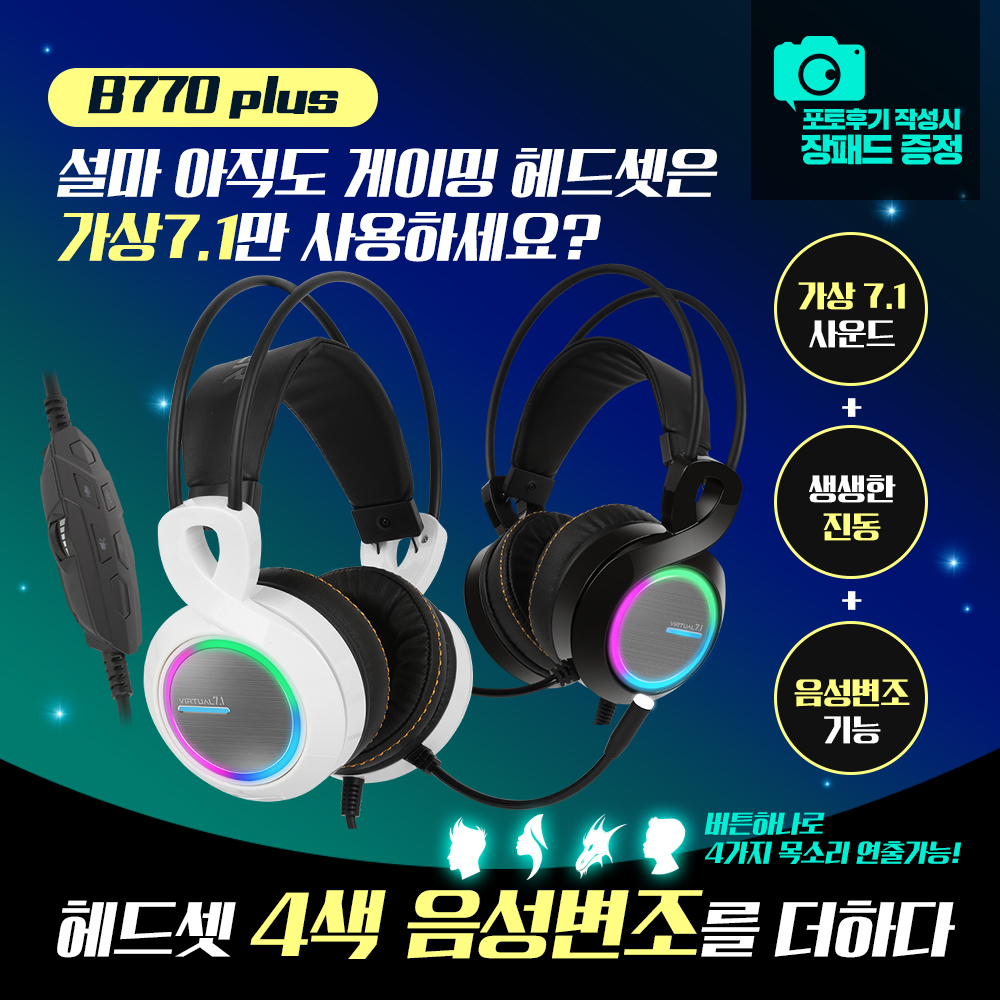 B770 plus
설마 아직도 게이밍 헤드셋은
가상7.1만 사용하세요?
포토후기 작성시
장패드 증정
가상 7.1
사운드
+
생생한
진동
+
음성변조
기능
VIRTUAL 7.1
VIRTUAL 7.1
버튼하나로
4가지 목소리 연출가능!
헤드셋 4색 음성변조를 더하다